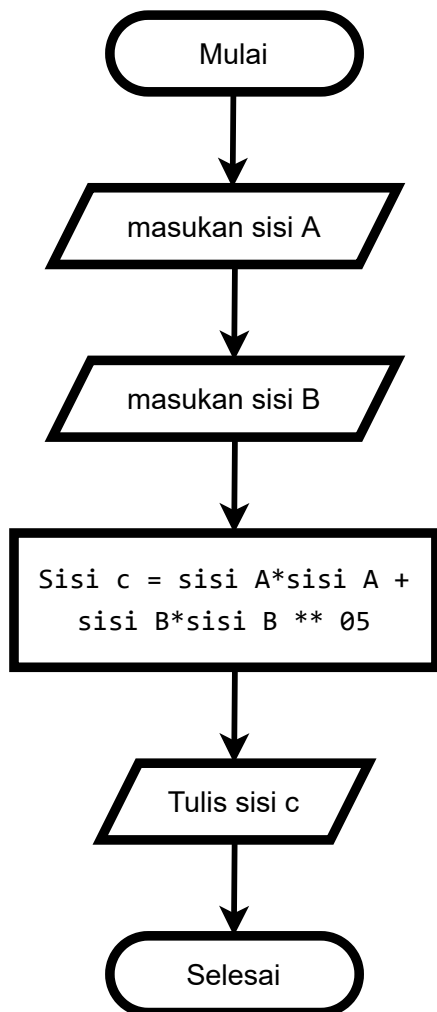 Mulai
masukan sisi A
masukan sisi B
Sisi c = sisi A*sisi A +
sisi B*sisi B ** 05
Tulis sisi c
Selesai